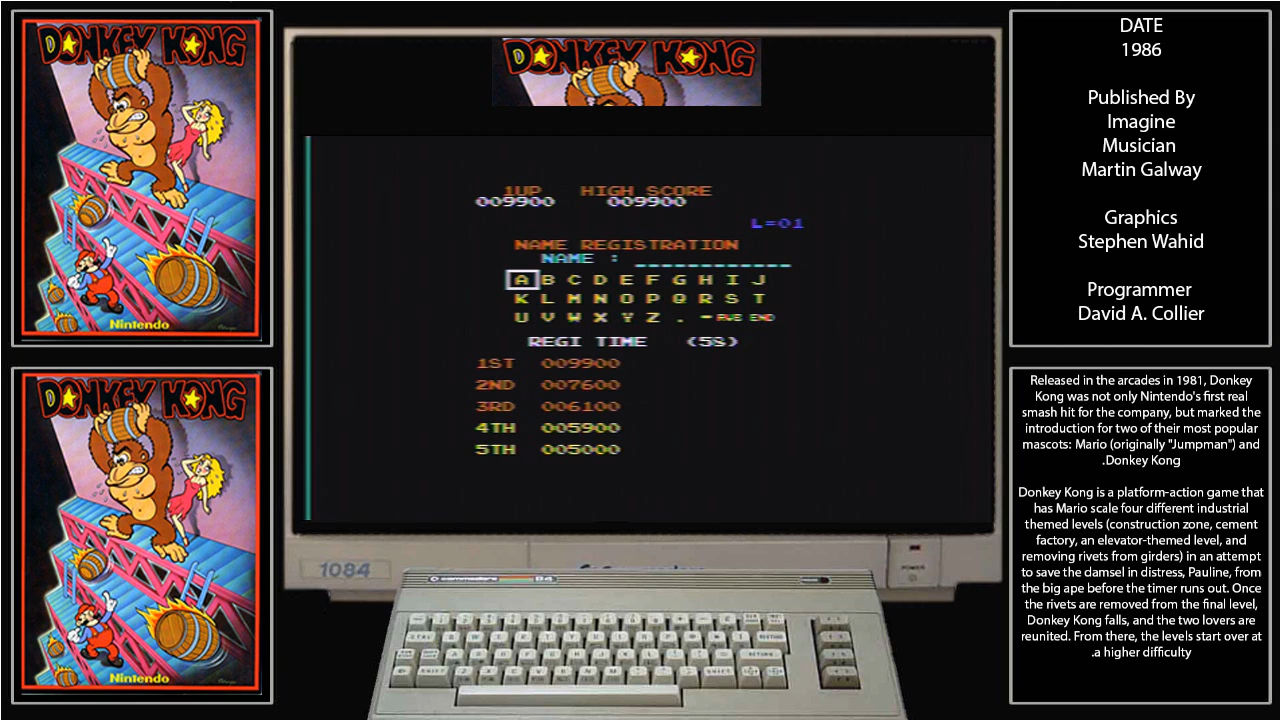 DONKEY KONG
Nintendo
DONKEY KONG
Nintendo
DONKEY KONG
1UP HIGH SCORE
009900 009900
L=01
NAME REGISTRATION
NAME : ____________
A B C D E F G H I J
K L M N O P Q R S T
U V W X Y Z . - RUB END
REGI TIME (58)
1ST 009900
2ND 007600
3RD 006100
4TH 005900
5TH 005000
1084
POWER
commodore 64
DATE
1986
Published By
Imagine
Musician
Martin Galway
Graphics
Stephen Wahid
Programmer
David A. Collier
Released in the arcades in 1981, Donkey
Kong was not only Nintendo's first real
smash hit for the company, but marked the
introduction for two of their most popular
mascots: Mario (originally "Jumpman") and
.Donkey Kong
Donkey Kong is a platform-action game that
has Mario scale four different industrial
themed levels (construction zone, cement
factory, an elevator-themed level, and
removing rivets from girders) in an attempt
to save the damsel in distress, Pauline, from
the big ape before the timer runs out. Once
the rivets are removed from the final level,
Donkey Kong falls, and the two lovers are
reunited. From there, the levels start over at
.a higher difficulty